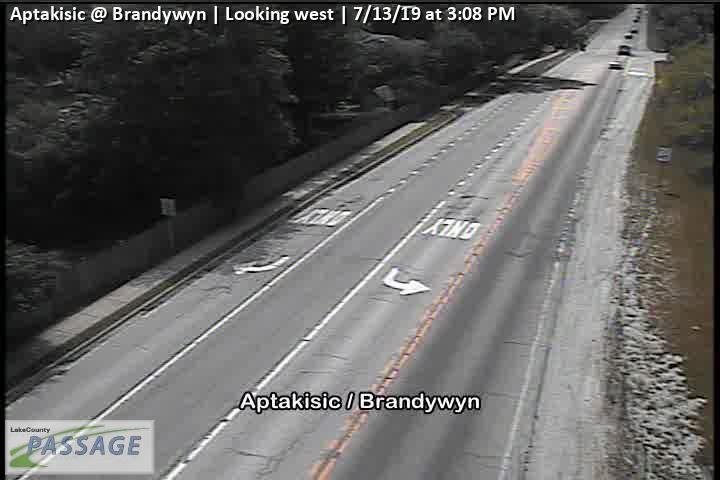 Aptakisic @ Brandywyn | Looking west | 7/13/19 at 3:08 PM
ONLY
ONLY
Aptakisic / Brandywyn
LakeCounty
PASSAGE